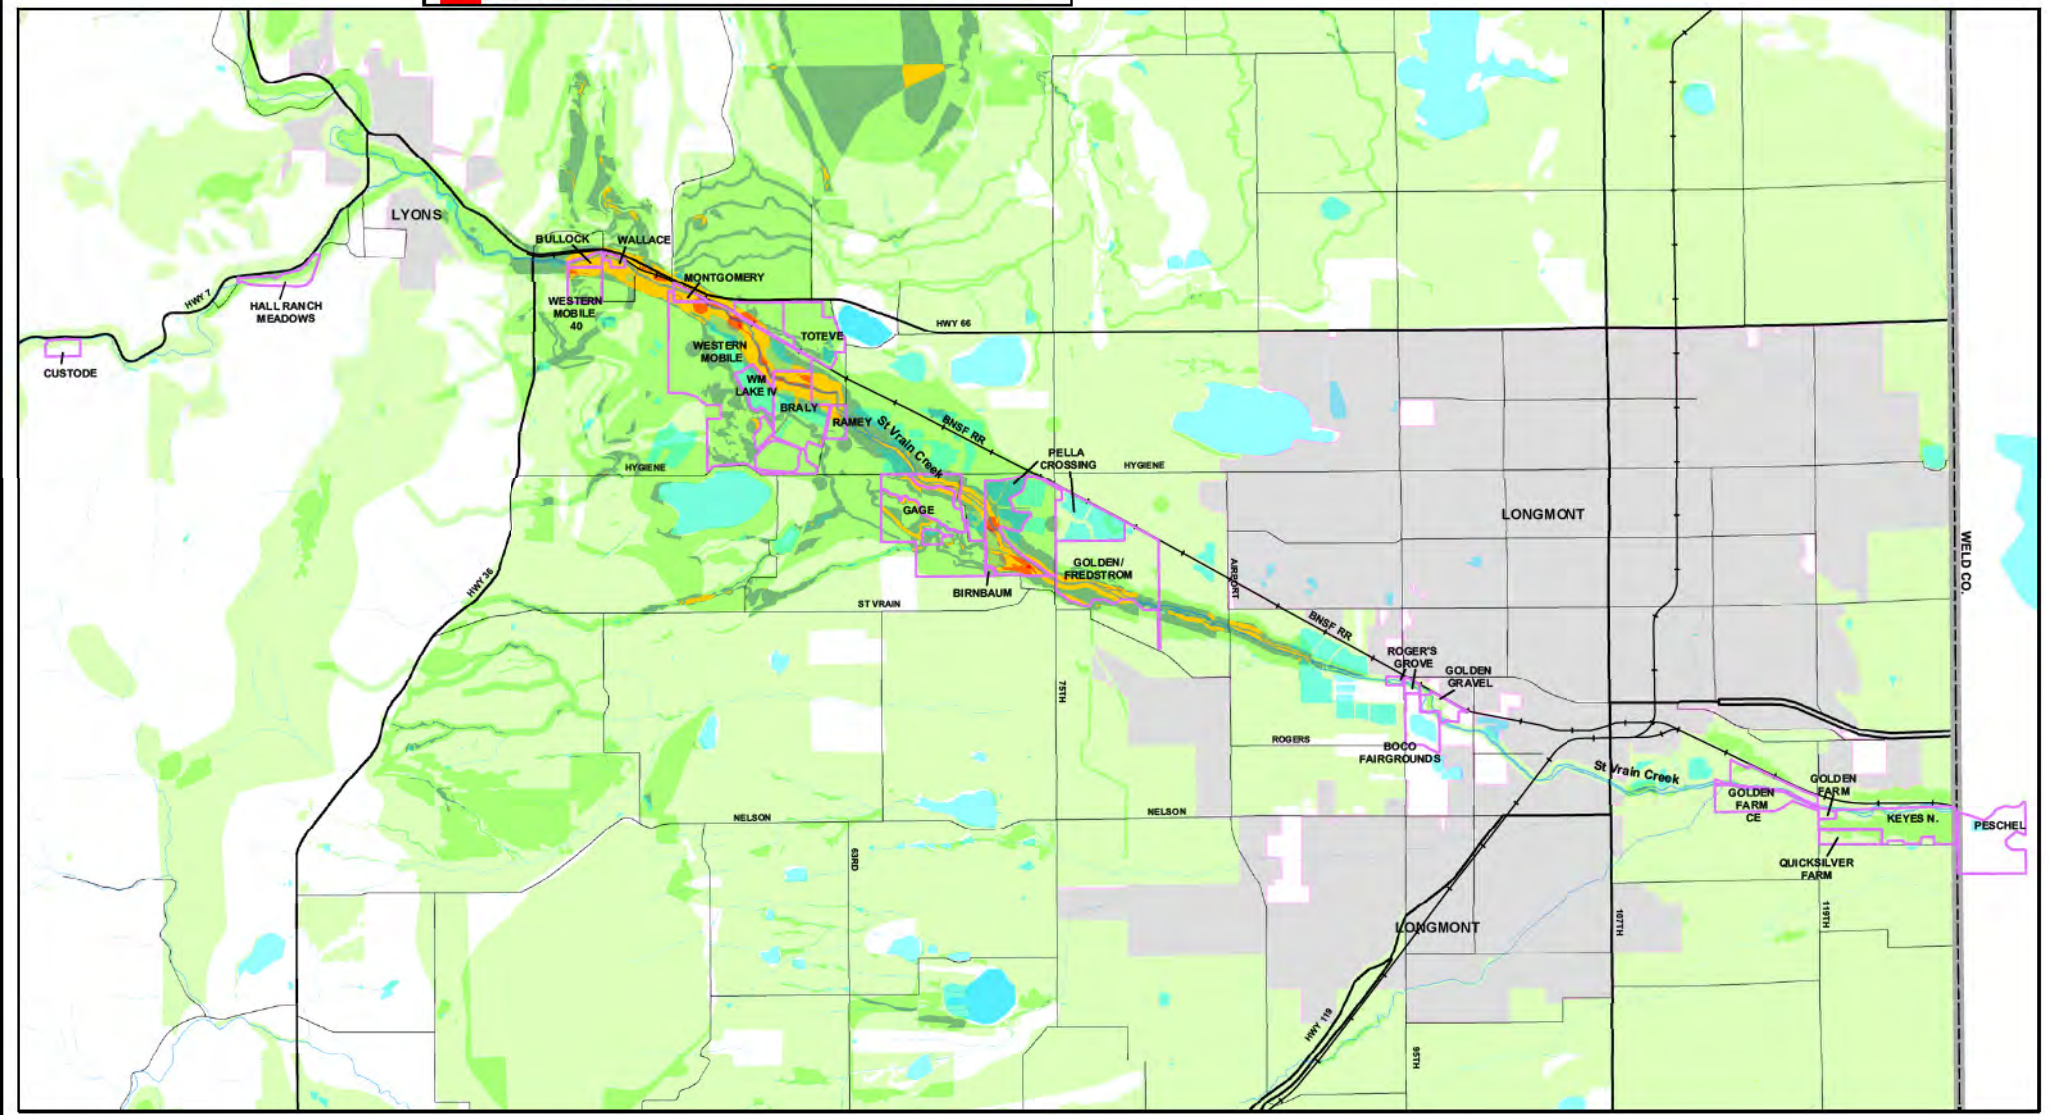 LYONS
BULLOCK
WALLACE
MONTGOMERY
HWY 7
HALL RANCH
MEADOWS
WESTERN
MOBILE
40
CUSTODE
HWY 66
TOTEVE
WESTERN
MOBILE
WM
LAKE IV
BRALY
RAMEY
St Vrain Creek
BNSF RR
PELLA
CROSSING
HYGIENE
HYGIENE
GAGE
LONGMONT
WELD CO.
HWY 36
GOLDEN/
FREDSTROM
AIRPORT
BIRNBAUM
ST VRAIN
BNSF RR
ROGER'S
GROVE
GOLDEN
GRAVEL
75TH
ROGERS
BOCO
FAIRGROUNDS
St Vrain Creek
GOLDEN
FARM
GOLDEN
FARM
CE
NELSON
NELSON
KEYES N.
PESCHEL
63RD
QUICKSILVER
FARM
LONGMONT
107TH
119TH
HWY 119
95TH